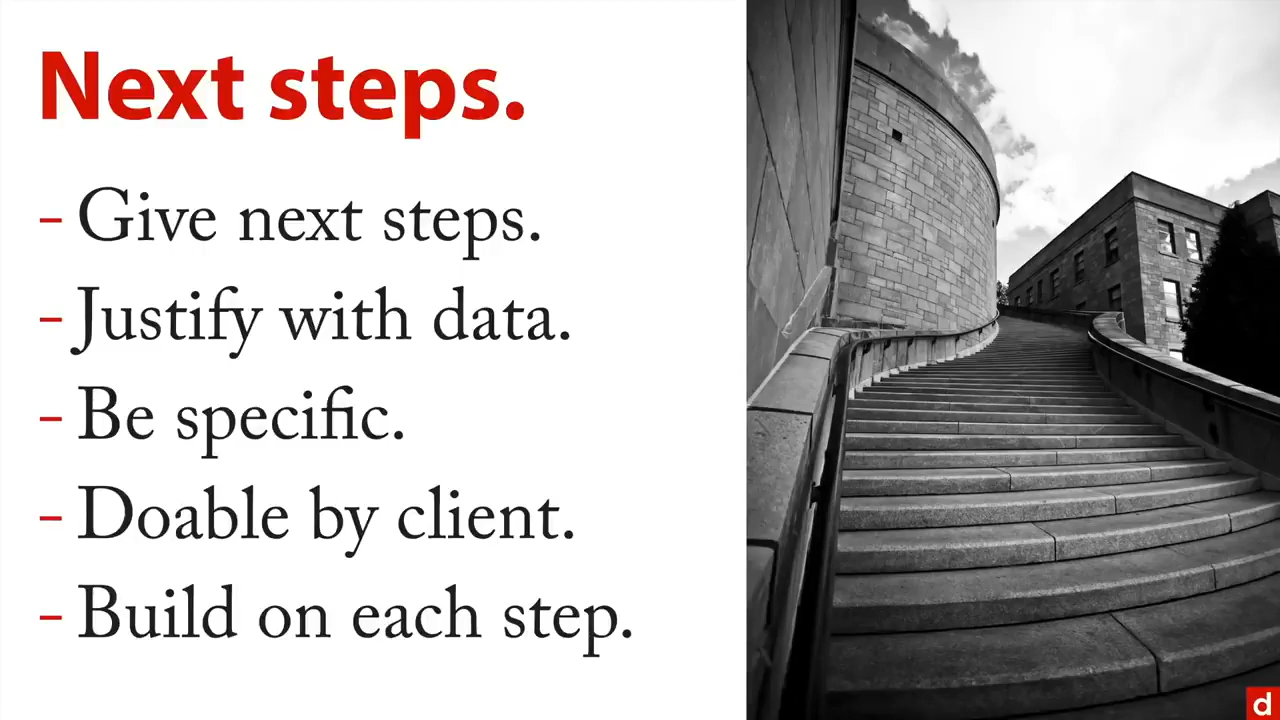 Next steps.
- Give next steps.
- Justify with data.
- Be specific.
- Doable by client.
- Build on each step.
d